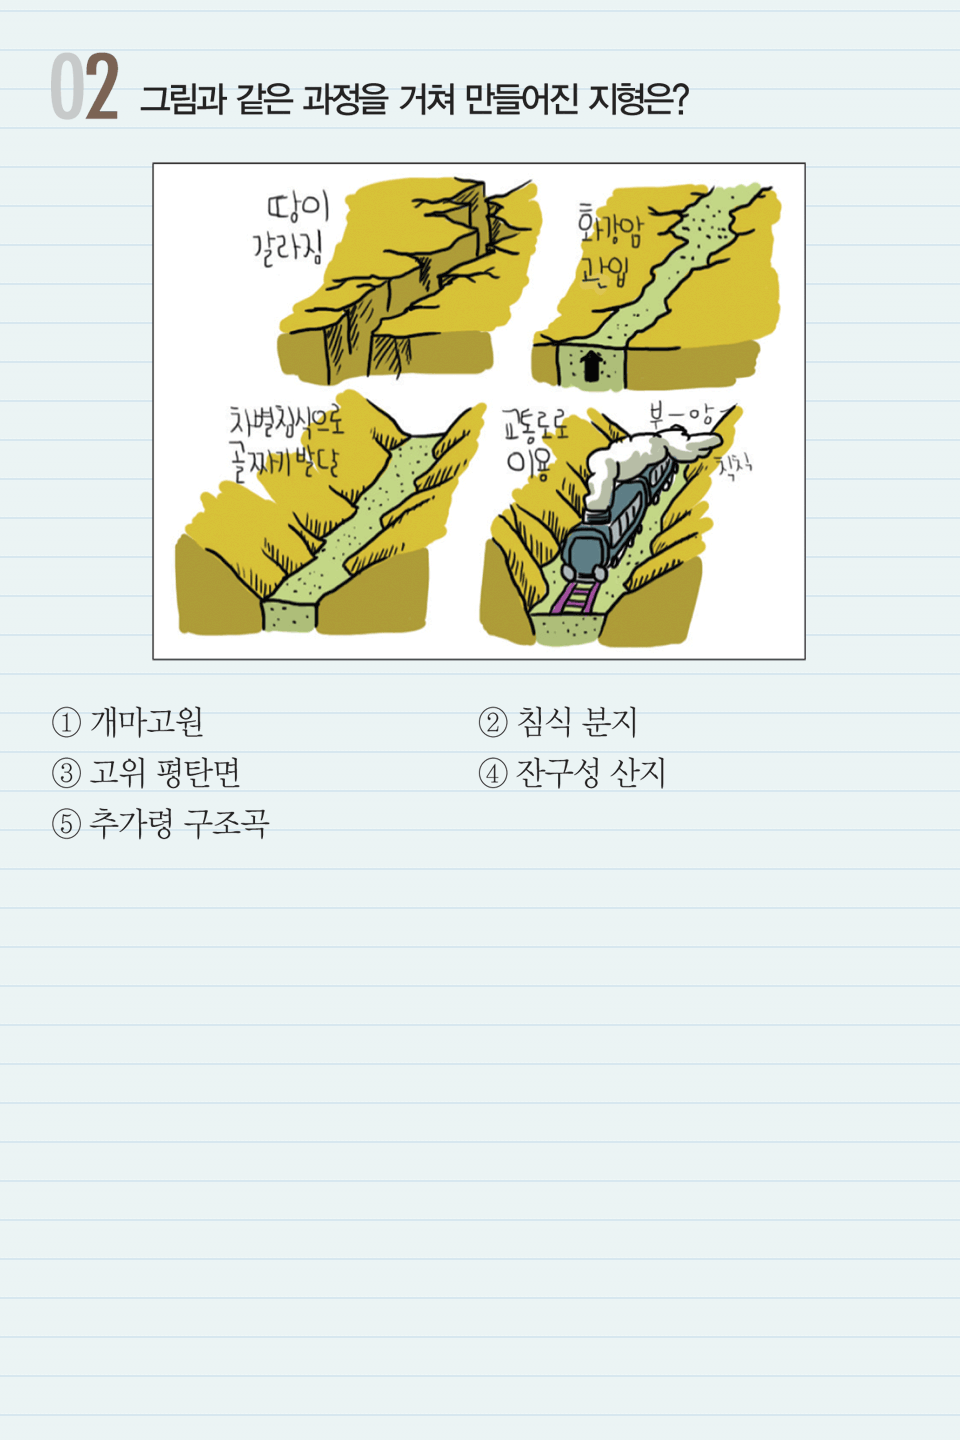 02 그림과 같은 과정을 거쳐 만들어진 지형은?
땅이
갈라짐
화강암
관입
차별침식으로
골짜기 발달
교통로로
이용
부ㅡ앙
칙칙
① 개마고원
② 침식 분지
③ 고위 평탄면
④ 잔구성 산지
⑤ 추가령 구조곡